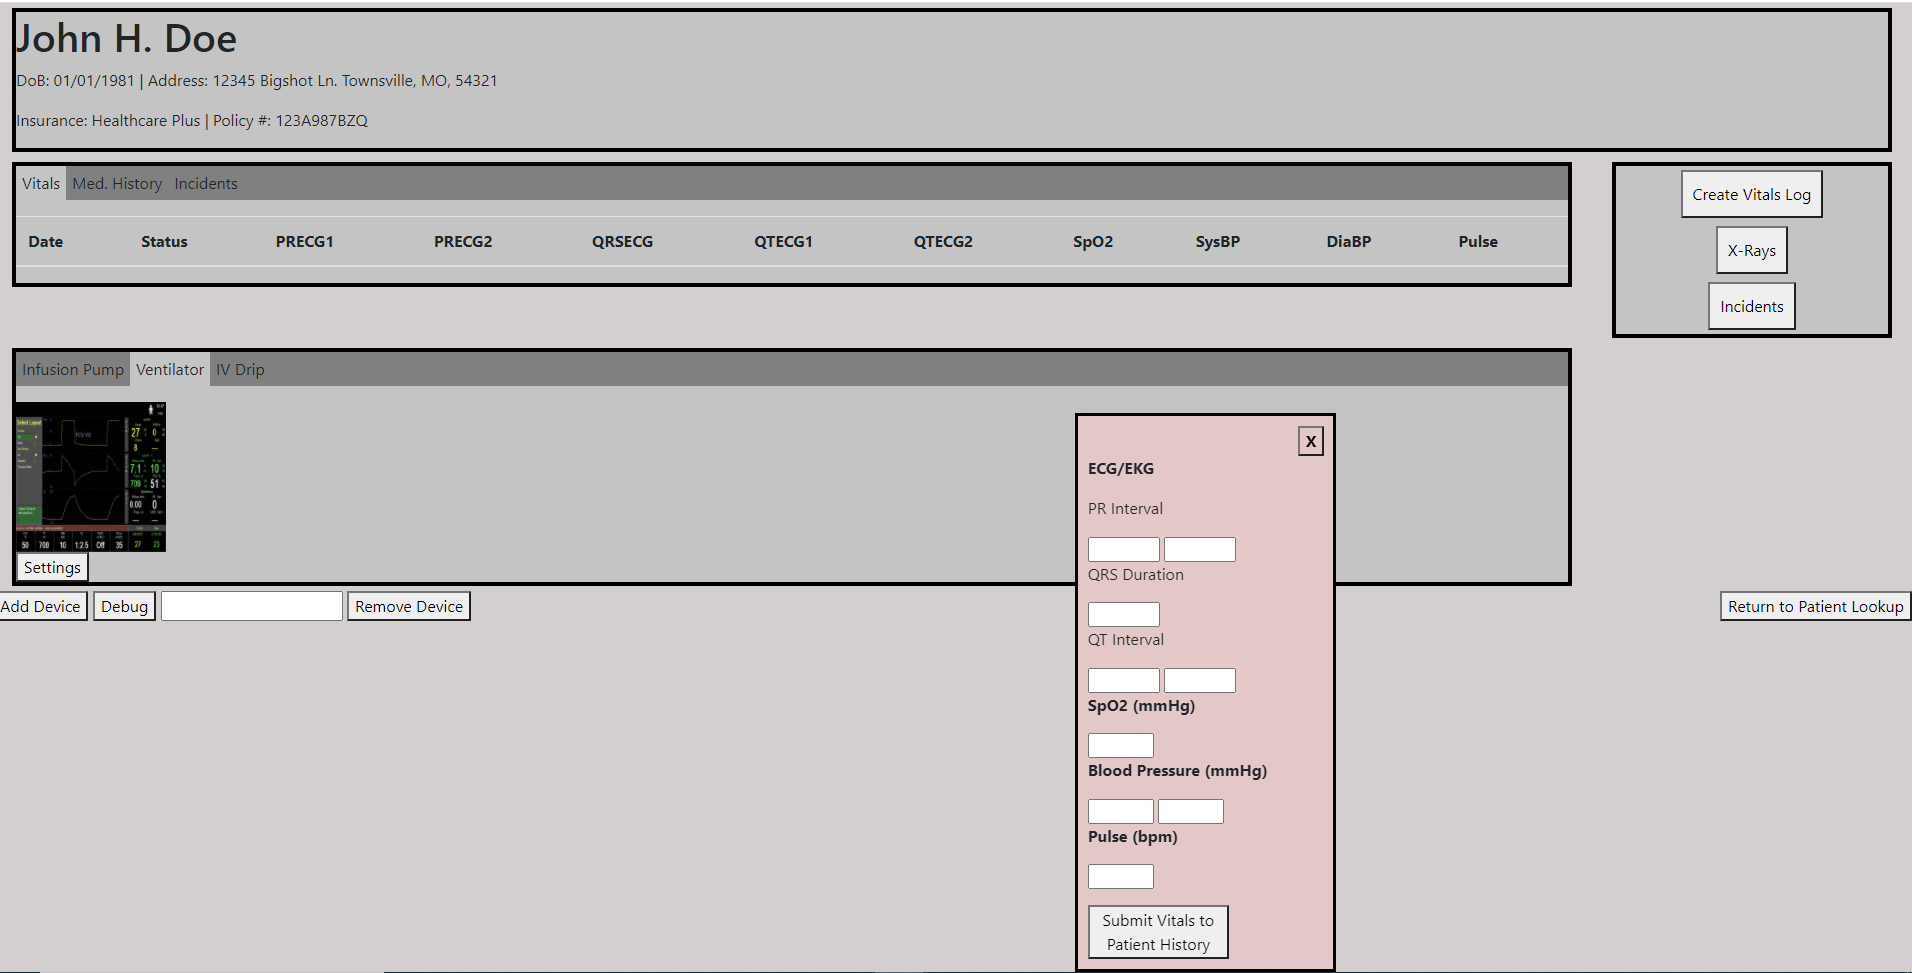 John H. Doe
DoB: 01/01/1981 | Address: 12345 Bigshot Ln. Townsville, MO, 54321
Insurance: Healthcare Plus | Policy #: 123A987BZQ
Vitals Med. History Incidents
Date Status PRECG1 PRECG2 QRSECG QTECG1 QTECG2 SpO2 SysBP DiaBP Pulse
Create Vitals Log
X-Rays
Incidents
Infusion Pump Ventilator IV Drip
27 0
8
7.1 10
709 51
0.00 0
50 700 10 1:2.5 Off 35 27 23
Settings
Add Device Debug Remove Device
X
ECG/EKG
PR Interval
QRS Duration
QT Interval
SpO2 (mmHg)
Blood Pressure (mmHg)
Pulse (bpm)
Submit Vitals to
Patient History
Return to Patient Lookup